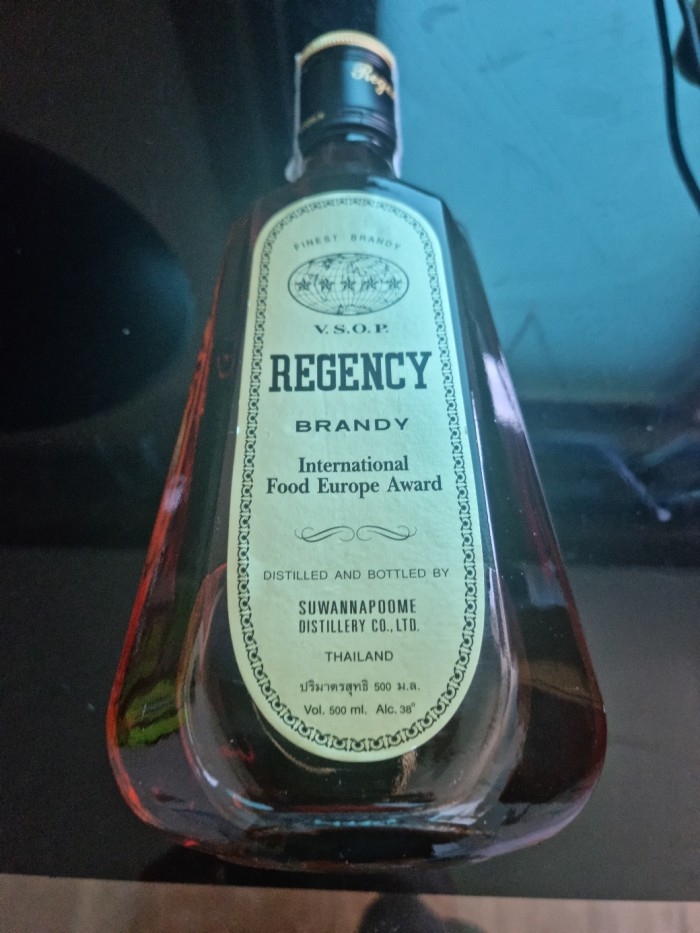 FINEST BRANDY
V.S.O.P.
REGENCY
BRANDY
International
Food Europe Award
DISTILLED AND BOTTLED BY
SUWANNAPOOME
DISTILLERY CO., LTD.
THAILAND
ปริมาตรสุทธิ 500 ม.ล.
Vol. 500 ml. Alc. 38°